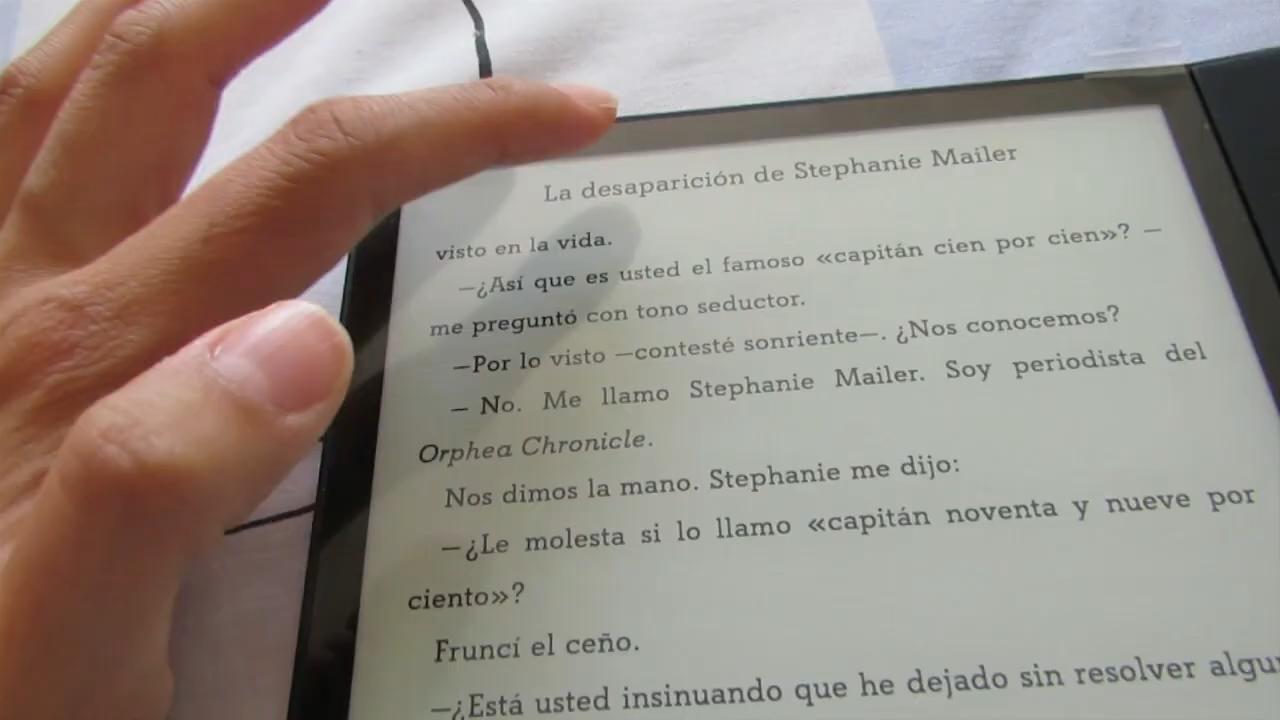 La desaparición de Stephanie Mailer
visto en la vida.
—¿Así que es usted el famoso «capitán cien por cien»? —
me preguntó con tono seductor.
—Por lo visto —contesté sonriente—. ¿Nos conocemos?
— No. Me llamo Stephanie Mailer. Soy periodista del
Orphea Chronicle.
Nos dimos la mano. Stephanie me dijo:
—¿Le molesta si lo llamo «capitán noventa y nueve por
ciento»?
Fruncí el ceño.
—¿Está usted insinuando que he dejado sin resolver